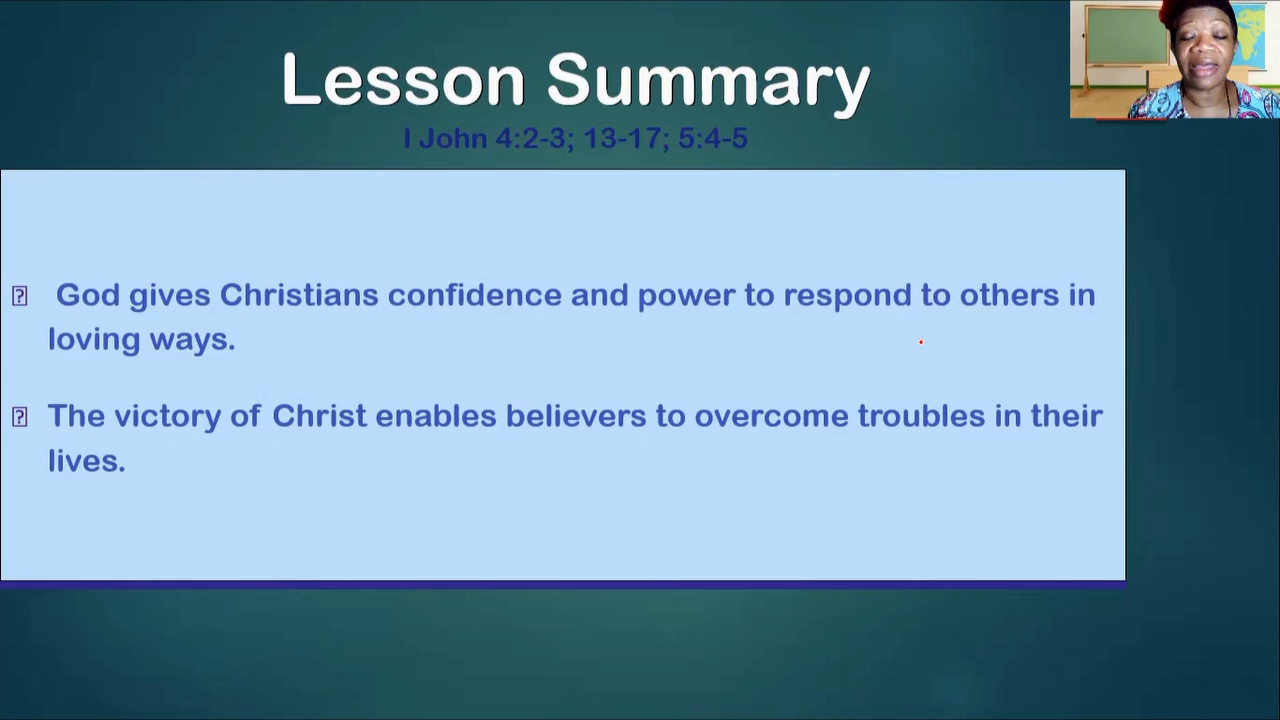 Lesson Summary
I John 4:2-3; 13-17; 5:4-5
God gives Christians confidence and power to respond to others in
loving ways.
The victory of Christ enables believers to overcome troubles in their
lives.